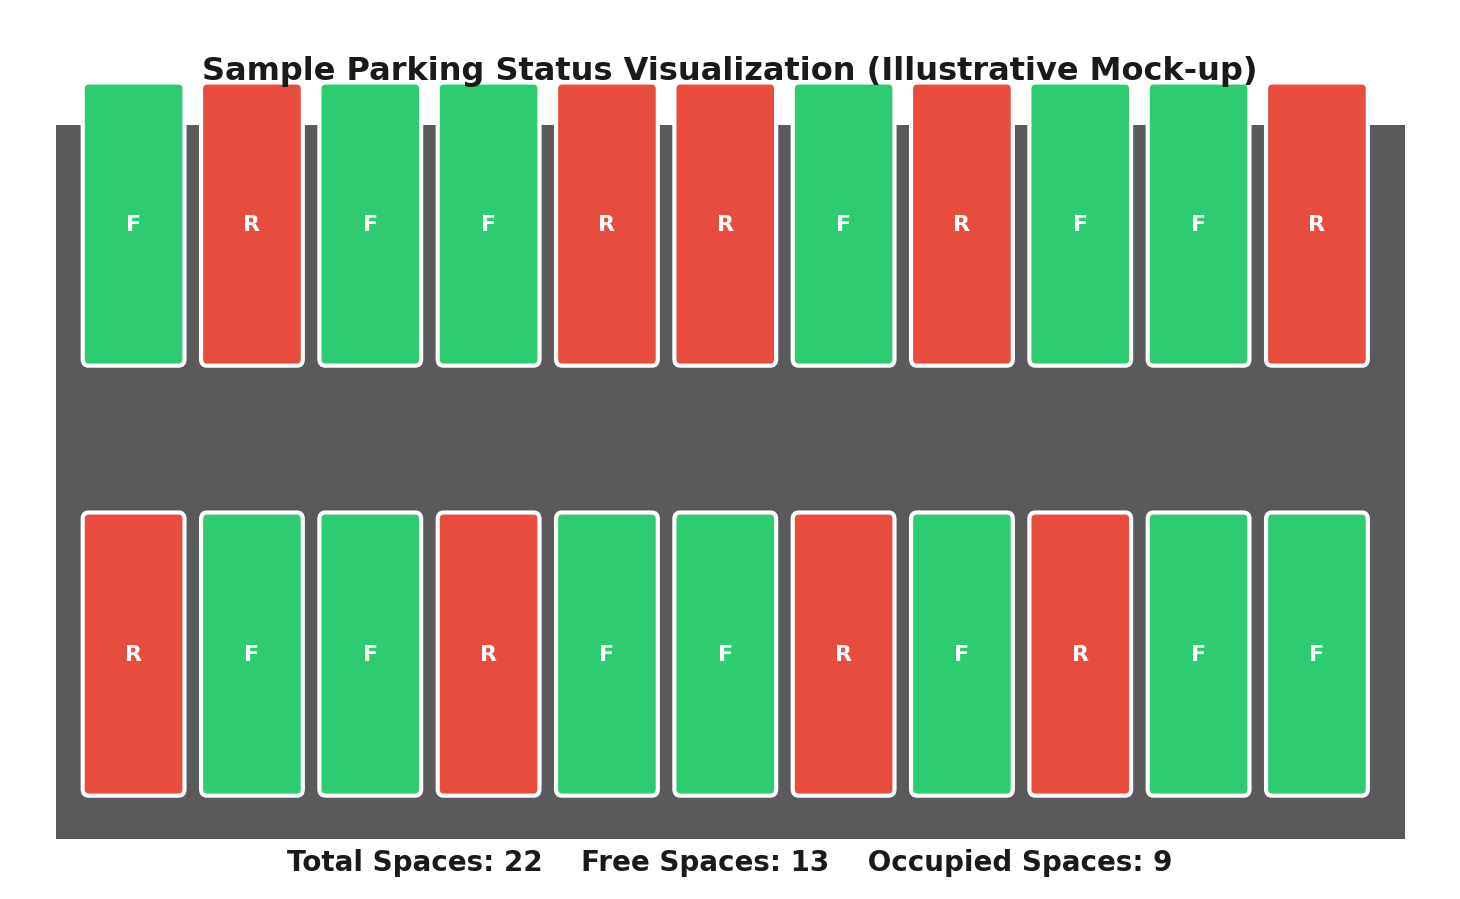 Sample Parking Status Visualization (Illustrative Mock-up)
F R F F R R F R F F R
R F F R F F R F R F F
Total Spaces: 22 Free Spaces: 13 Occupied Spaces: 9